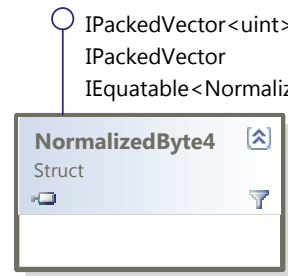 IPackedVector<uint>
IPackedVector
IEquatable<Normaliz
NormalizedByte4
Struct